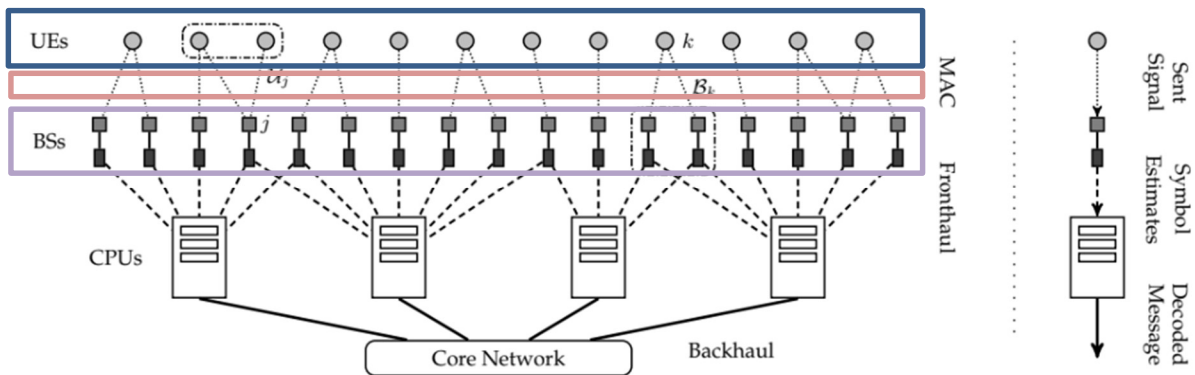 UEs
k
𝒰j
MAC
ℬk
j
BSs
Fronthaul
CPUs
Core Network
Backhaul
Sent
Signal
Symbol
Estimates
Decoded
Message